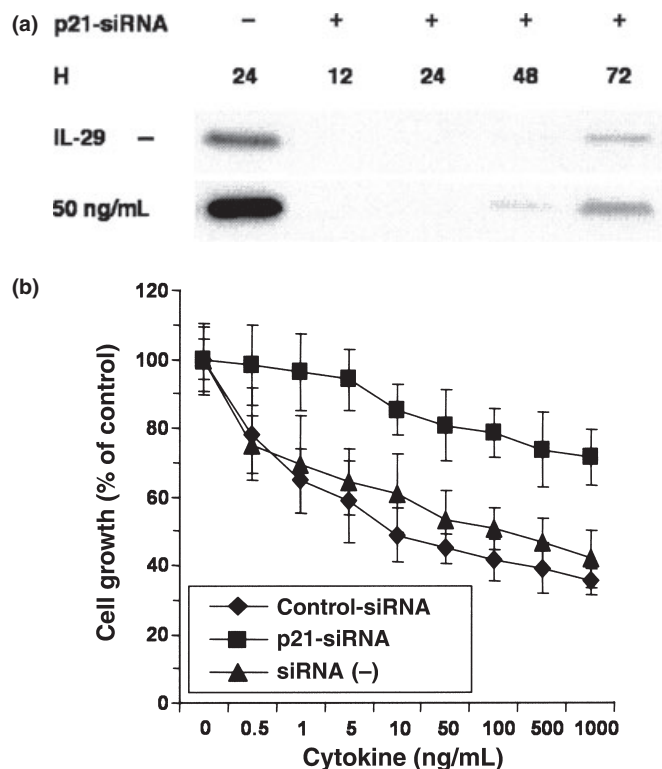 (a) p21-siRNA – + + + +
H 24 12 24 48 72
IL-29 –
50 ng/mL
(b)
120
100
80
60
40
20
0
Cell growth (% of control)
Control-siRNA
p21-siRNA
siRNA (–)
0 0.5 1 5 10 50 100 500 1000
Cytokine (ng/mL)